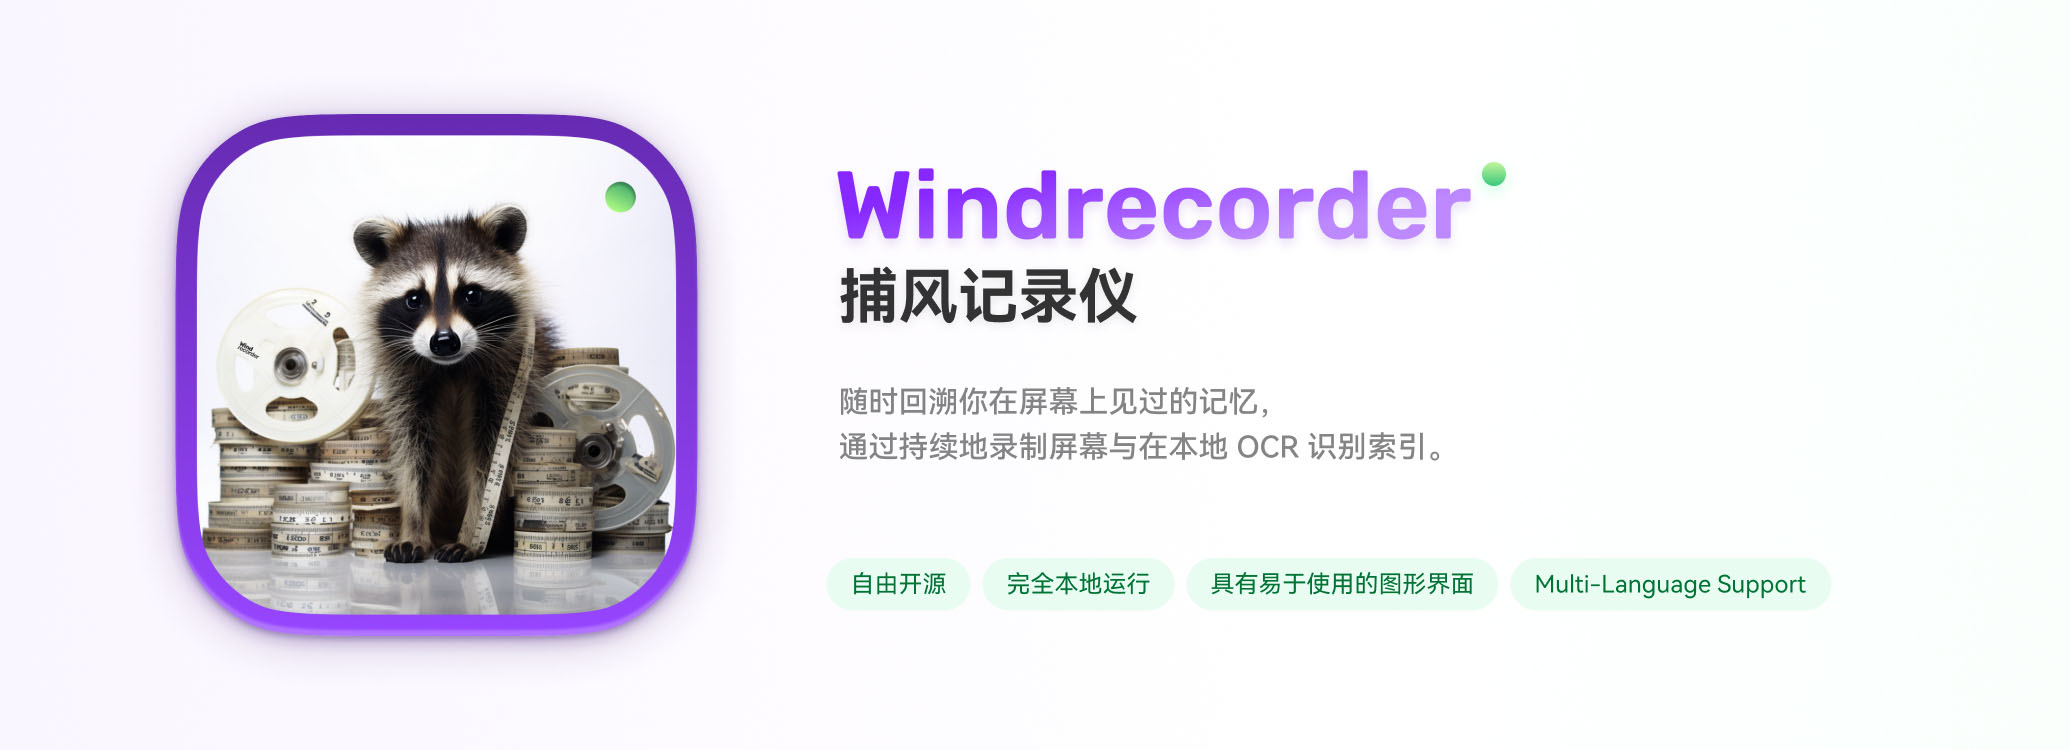 Windrecorder
捕风记录仪
随时回溯你在屏幕上见过的记忆，
通过持续地录制屏幕与在本地 OCR 识别索引。
自由开源
完全本地运行
具有易于使用的图形界面
Multi-Language Support
Wind
recorder